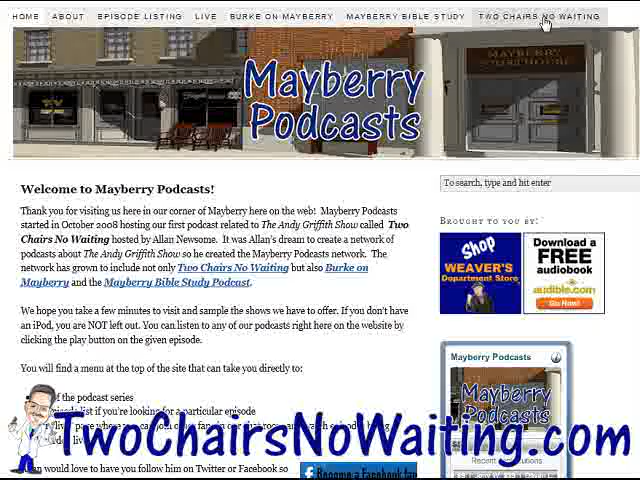 HOME ABOUT EPISODE LISTING LIVE BURKE ON MAYBERRY MAYBERRY BIBLE STUDY TWO CHAIRS NO WAITING
MAYBERRY
COURTHOUSE
Mayberry
Podcasts
Welcome to Mayberry Podcasts!
Thank you for visiting us here in our corner of Mayberry here on the web! Mayberry Podcasts
started in October 2008 hosting our first podcast related to The Andy Griffith Show called Two
Chairs No Waiting hosted by Allan Newsome. It was Allan's dream to create a network of
podcasts about The Andy Griffith Show so he created the Mayberry Podcasts network. The
network has grown to include not only Two Chairs No Waiting but also Burke on
Mayberry and the Mayberry Bible Study Podcast.
We hope you take a few minutes to visit and sample the shows we have to offer. If you don't have
an iPod, you are NOT left out. You can listen to any of our podcasts right here on the website by
clicking the play button on the given episode.
You will find a menu at the top of the site that can take you directly to:
of the podcast series
list if you're looking for a particular episode
would love to have you follow him on Twitter or Facebook so
To search, type and hit enter
BROUGHT TO YOU BY:
Shop
WEAVER'S
Department Store
Download a
FREE
audiobook
audible.com
Go Now!
Mayberry Podcasts
Mayberry
Podcasts
Become a Facebook fan
TwoChairsNoWaiting.com